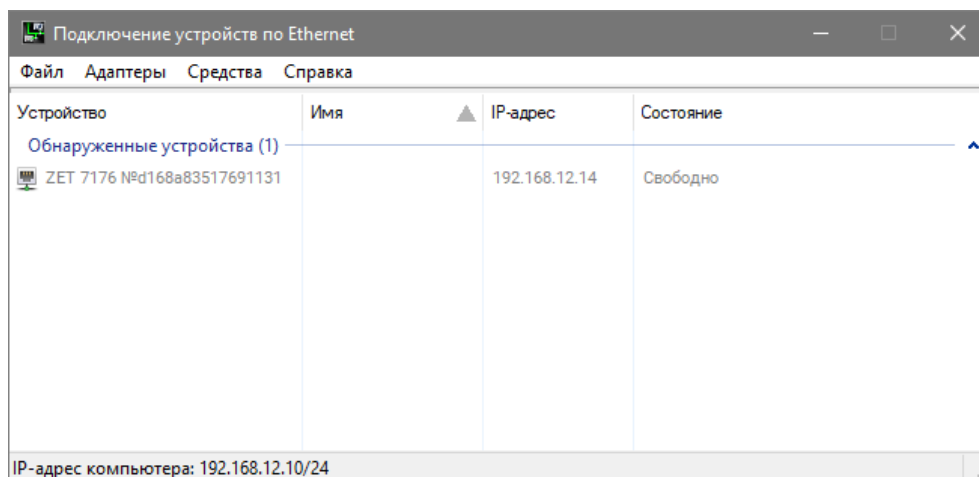 Подключение устройств по Ethernet
Файл Адаптеры Средства Справка
Устройство Имя IP-адрес Состояние
Обнаруженные устройства (1)
ZET 7176 №d168a83517691131 192.168.12.14 Свободно
IP-адрес компьютера: 192.168.12.10/24